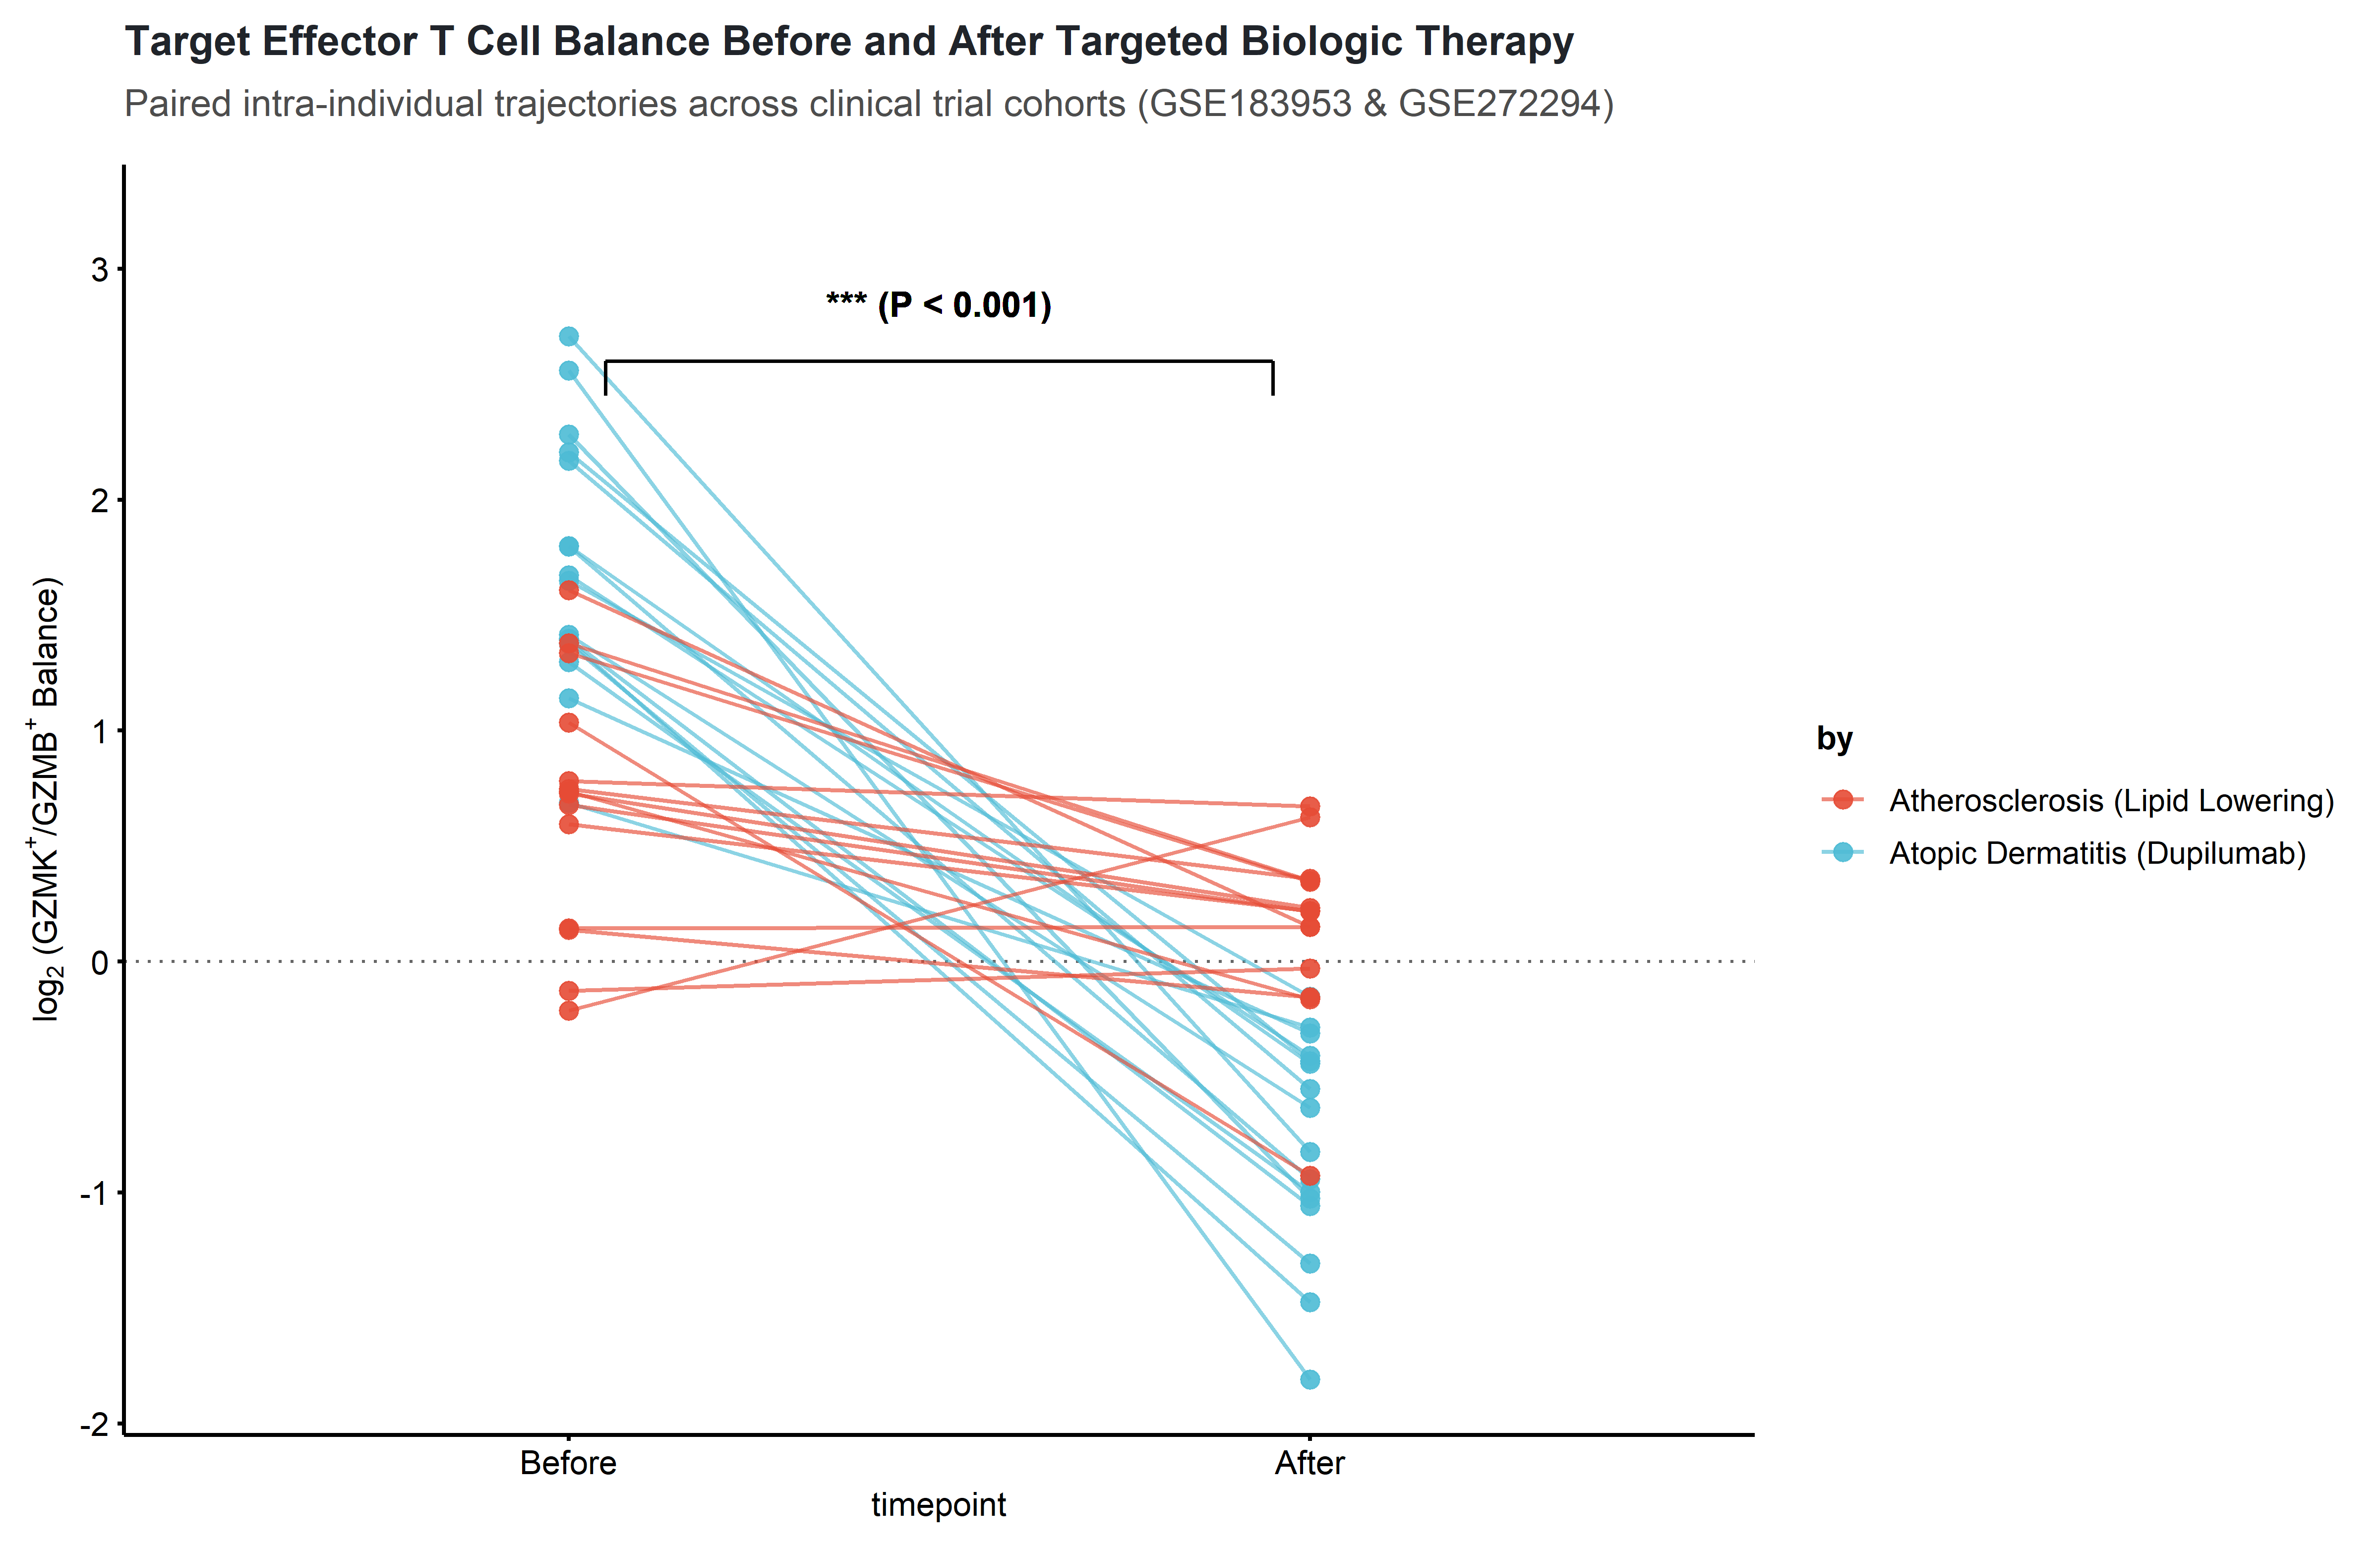 Target Effector T Cell Balance Before and After Targeted Biologic Therapy
Paired intra-individual trajectories across clinical trial cohorts (GSE183953 & GSE272294)
*** (P < 0.001)
3
2
1
0
-1
-2
log₂ (GZMK⁺/GZMB⁺ Balance)
Before
After
timepoint
by
Atherosclerosis (Lipid Lowering)
Atopic Dermatitis (Dupilumab)